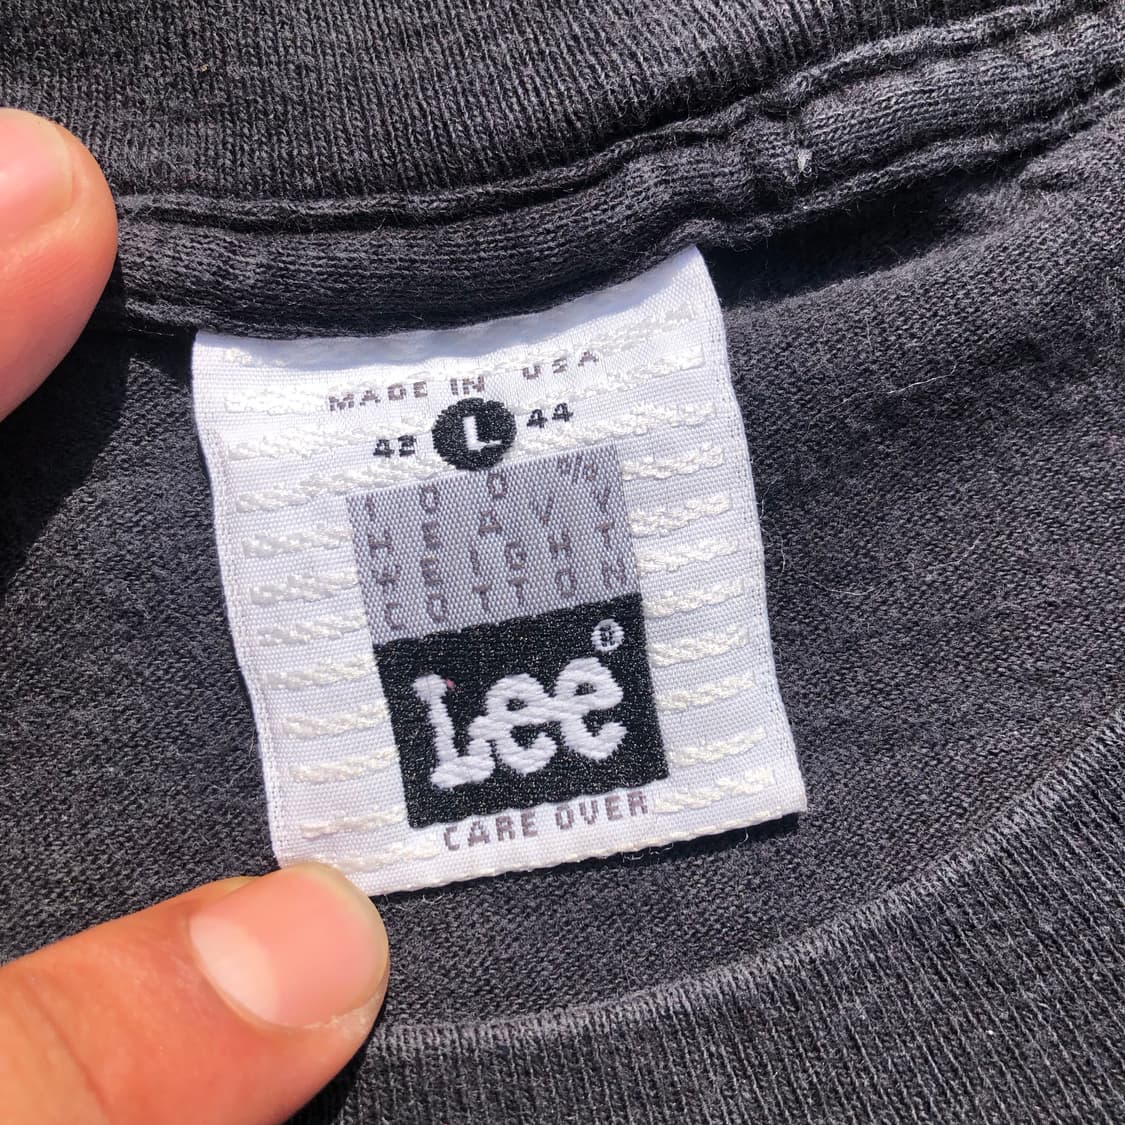 MADE IN USA
42 L 44
100%
HEAVY
WEIGHT
COTTON
Lee®
CARE OVER